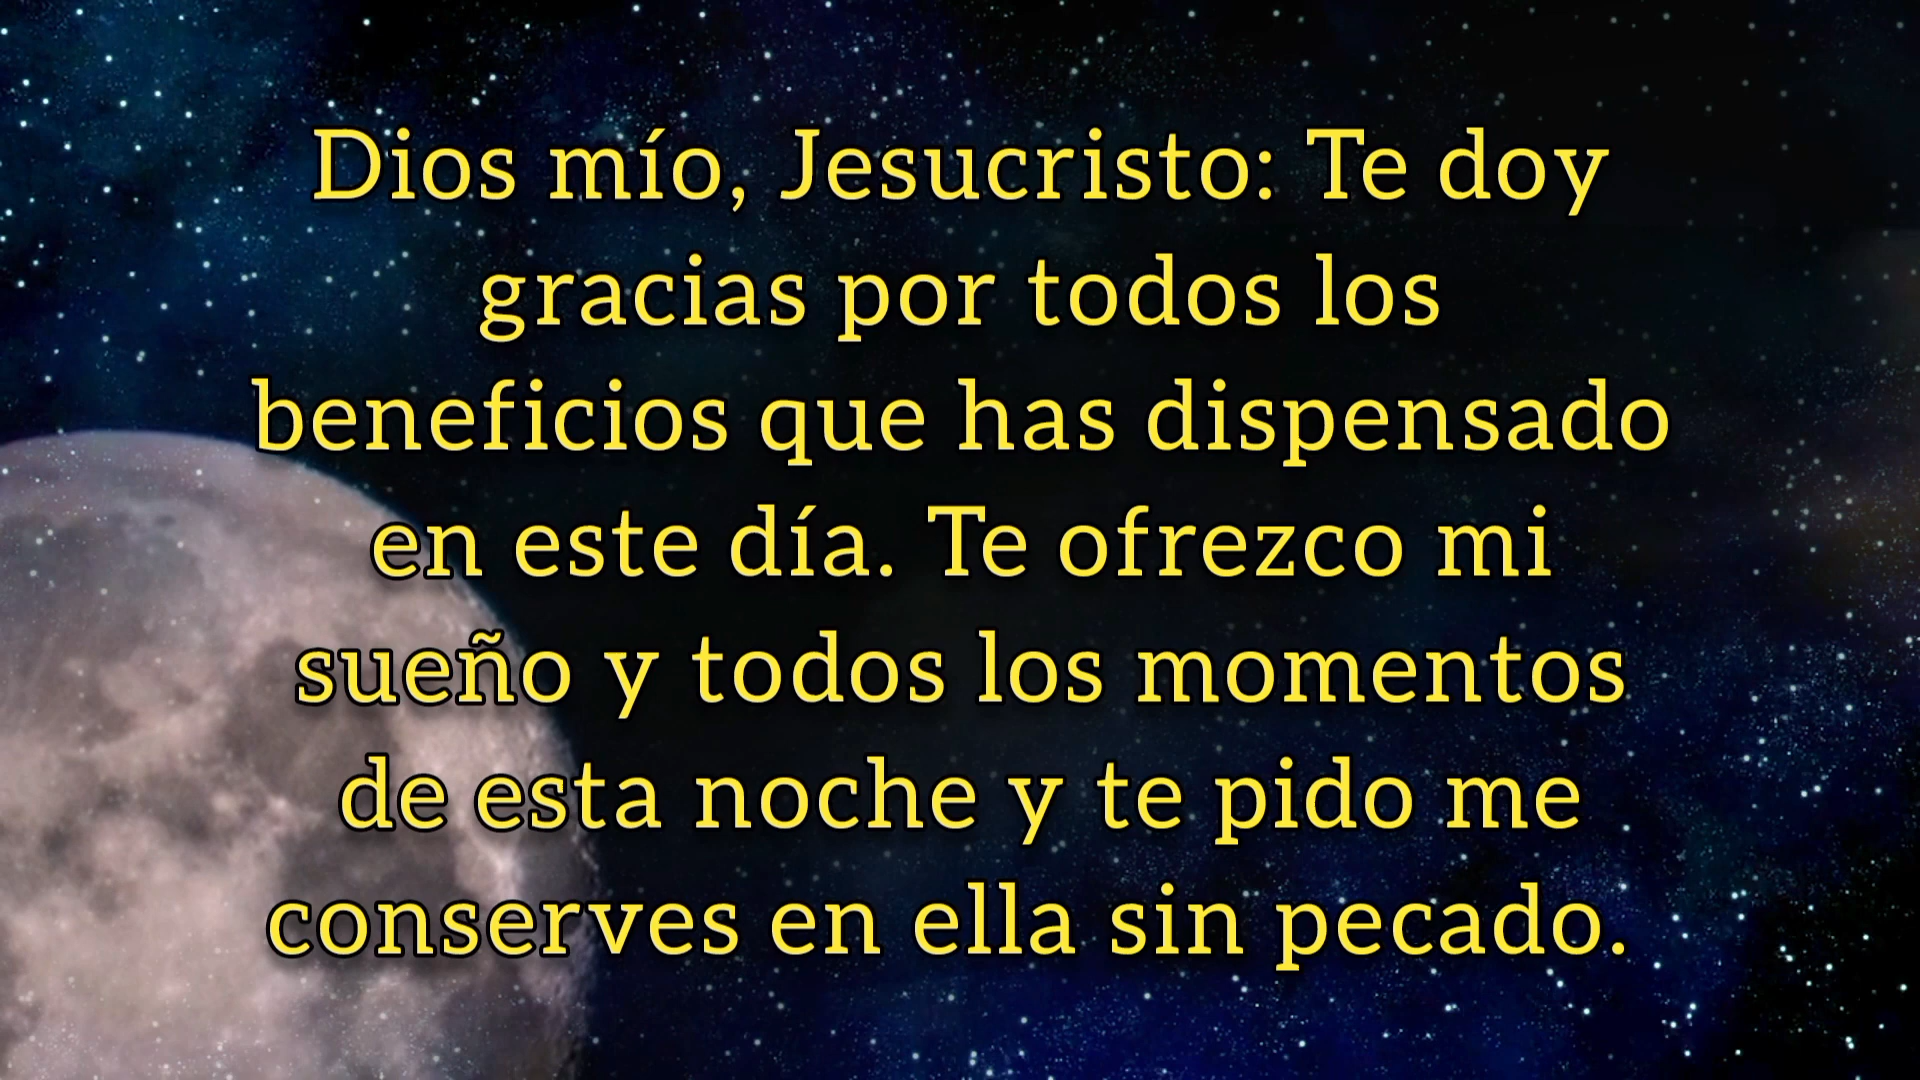 Dios mío, Jesucristo: Te doy
gracias por todos los
beneficios que has dispensado
en este día. Te ofrezco mi
sueño y todos los momentos
de esta noche y te pido me
conserves en ella sin pecado.